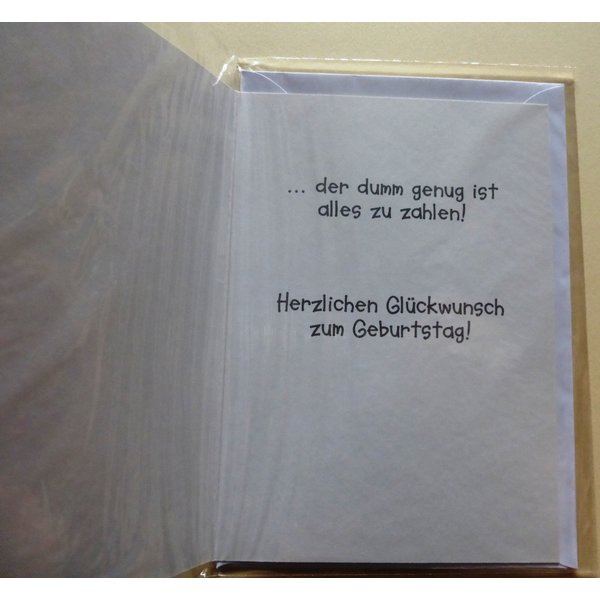 ... der dumm genug ist
alles zu zahlen!
Herzlichen Glückwunsch
zum Geburtstag!